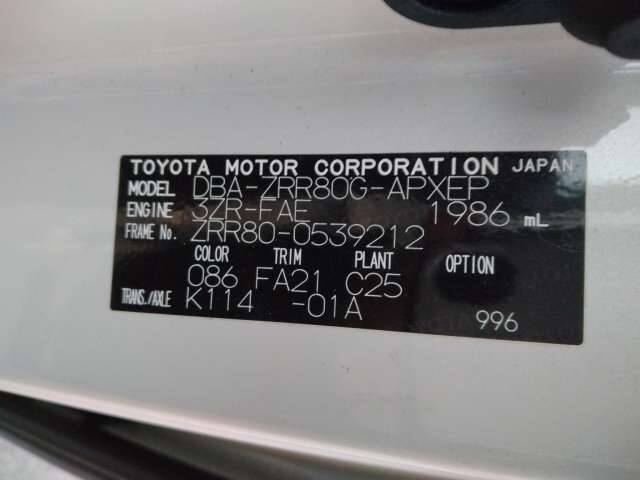 TOYOTA MOTOR CORPORATION JAPAN
MODEL DBA-ZRR80G-APXEP
ENGINE 3ZR-FAE 1986 mL
FRAME No. ZRR80-0539212
COLOR TRIM PLANT OPTION
086 FA21 C25
TRANS./AXLE K114 -01A
996